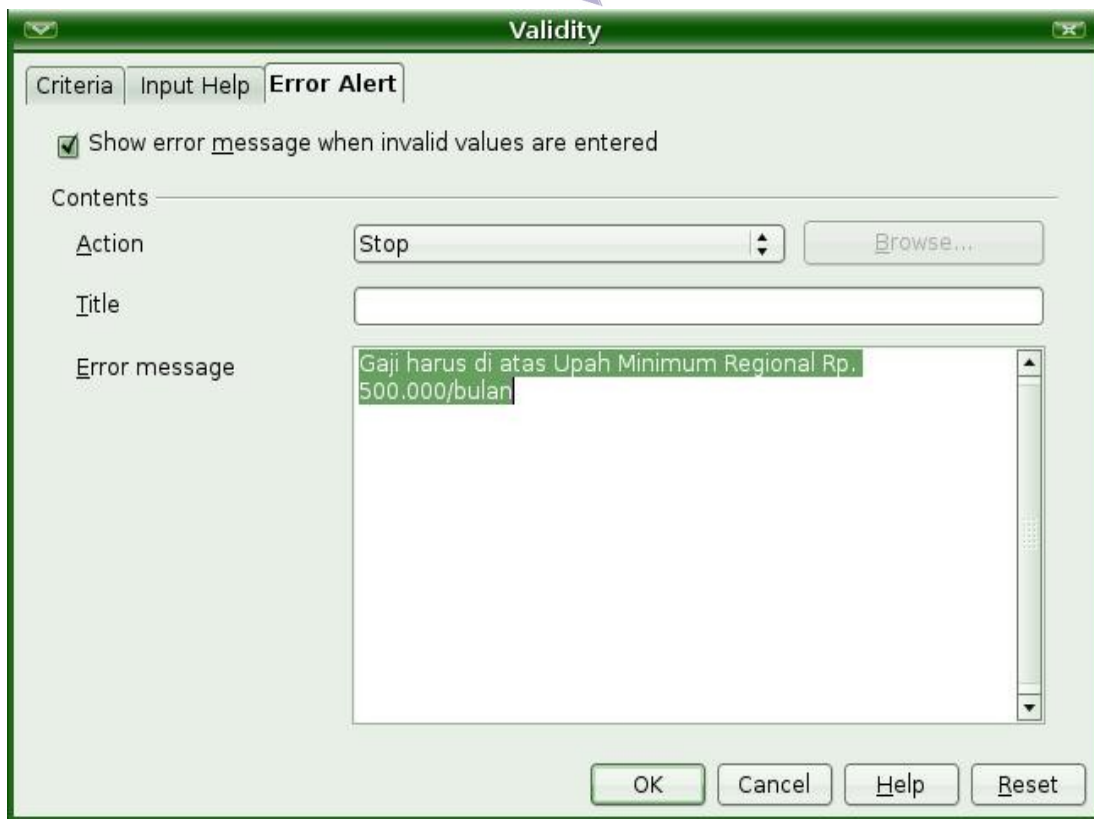 Validity
Criteria Input Help Error Alert
Show error message when invalid values are entered
Contents
Action Stop Browse...
Title
Error message Gaji harus di atas Upah Minimum Regional Rp.
500.000/bulan
OK Cancel Help Reset